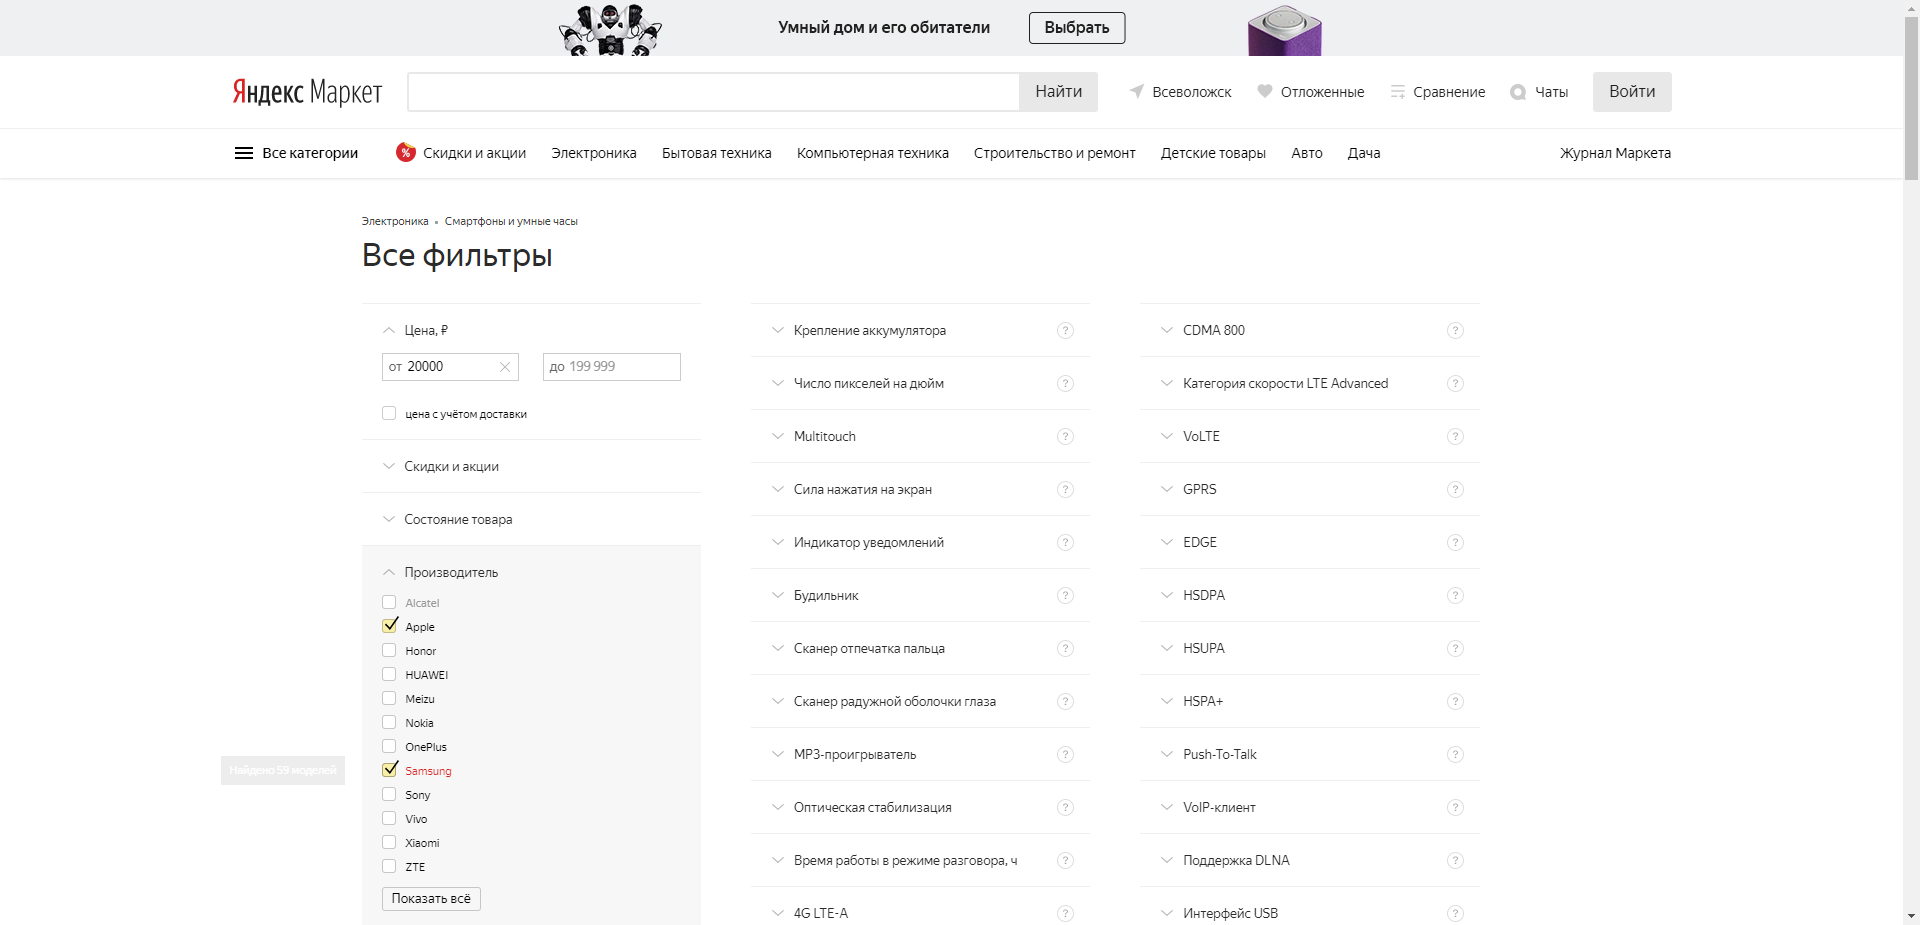 Умный дом и его обитатели
Выбрать
Яндекс Маркет
Найти
Всеволожск
Отложенные
Сравнение
Чаты
Войти
Все категории
% Скидки и акции
Электроника
Бытовая техника
Компьютерная техника
Строительство и ремонт
Детские товары
Авто
Дача
Журнал Маркета
Электроника • Смартфоны и умные часы
Все фильтры
Цена, ₽
от 20000
до 199 999
цена с учётом доставки
Скидки и акции
Состояние товара
Производитель
Alcatel
Apple
Honor
HUAWEI
Meizu
Nokia
OnePlus
Samsung
Sony
Vivo
Xiaomi
ZTE
Показать всё
Найдено 59 моделей
Крепление аккумулятора ?
Число пикселей на дюйм ?
Multitouch ?
Сила нажатия на экран ?
Индикатор уведомлений ?
Будильник ?
Сканер отпечатка пальца ?
Сканер радужной оболочки глаза ?
MP3-проигрыватель ?
Оптическая стабилизация ?
Время работы в режиме разговора, ч ?
4G LTE-A ?
CDMA 800 ?
Категория скорости LTE Advanced ?
VoLTE ?
GPRS ?
EDGE ?
HSDPA ?
HSUPA ?
HSPA+ ?
Push-To-Talk ?
VoIP-клиент ?
Поддержка DLNA ?
Интерфейс USB ?